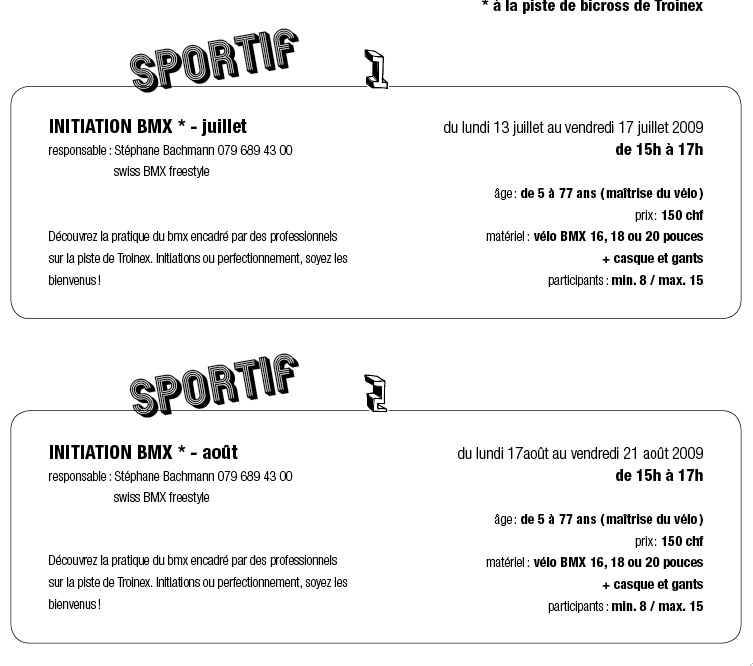 * à la piste de bicross de Troinex
SPORTIF 1
INITIATION BMX * - juillet
du lundi 13 juillet au vendredi 17 juillet 2009
responsable : Stéphane Bachmann 079 689 43 00
de 15h à 17h
swiss BMX freestyle
âge : de 5 à 77 ans (maîtrise du vélo)
prix : 150 chf
Découvrez la pratique du bmx encadré par des professionnels
matériel : vélo BMX 16, 18 ou 20 pouces
sur la piste de Troinex. Initiations ou perfectionnement, soyez les
+ casque et gants
bienvenus !
participants : min. 8 / max. 15
SPORTIF 2
INITIATION BMX * - août
du lundi 17août au vendredi 21 août 2009
responsable : Stéphane Bachmann 079 689 43 00
de 15h à 17h
swiss BMX freestyle
âge : de 5 à 77 ans (maîtrise du vélo)
prix : 150 chf
Découvrez la pratique du bmx encadré par des professionnels
matériel : vélo BMX 16, 18 ou 20 pouces
sur la piste de Troinex. Initiations ou perfectionnement, soyez les
+ casque et gants
bienvenus !
participants : min. 8 / max. 15